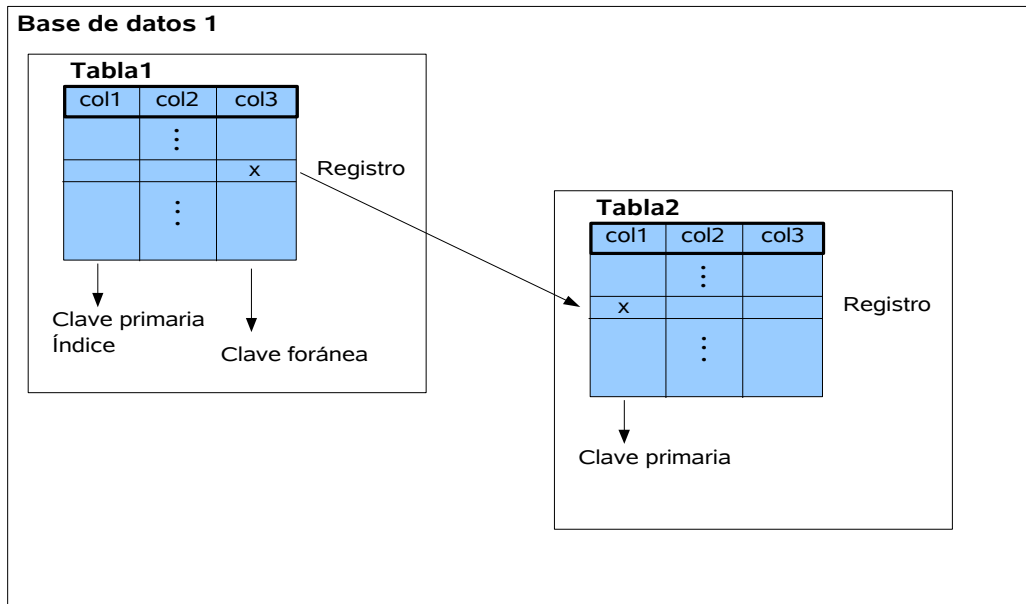 Base de datos 1
Tabla1
col1 col2 col3
x
Registro
Clave primaria
Índice
Clave foránea
Tabla2
col1 col2 col3
x
Registro
Clave primaria